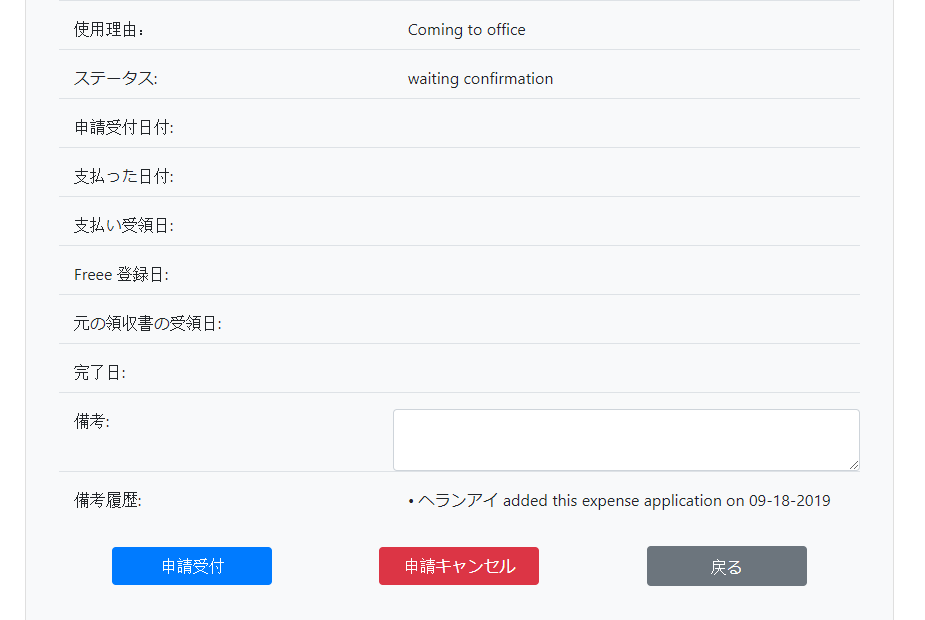 使用理由： Coming to office
ステータス: waiting confirmation
申請受付日付:
支払った日付:
支払い受領日:
Freee 登録日:
元の領収書の受領日:
完了日:
備考:
備考履歴: • ヘランアイ added this expense application on 09-18-2019
申請受付 申請キャンセル 戻る